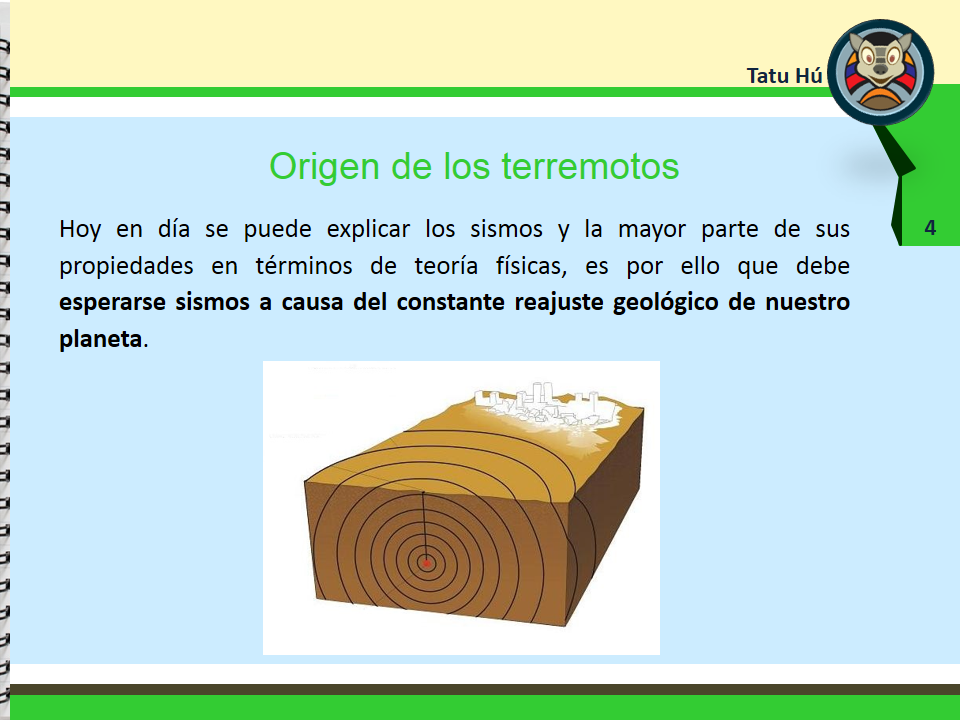 Tatu Hú
Origen de los terremotos
4
Hoy en día se puede explicar los sismos y la mayor parte de sus
propiedades en términos de teoría físicas, es por ello que debe
esperarse sismos a causa del constante reajuste geológico de nuestro
planeta.